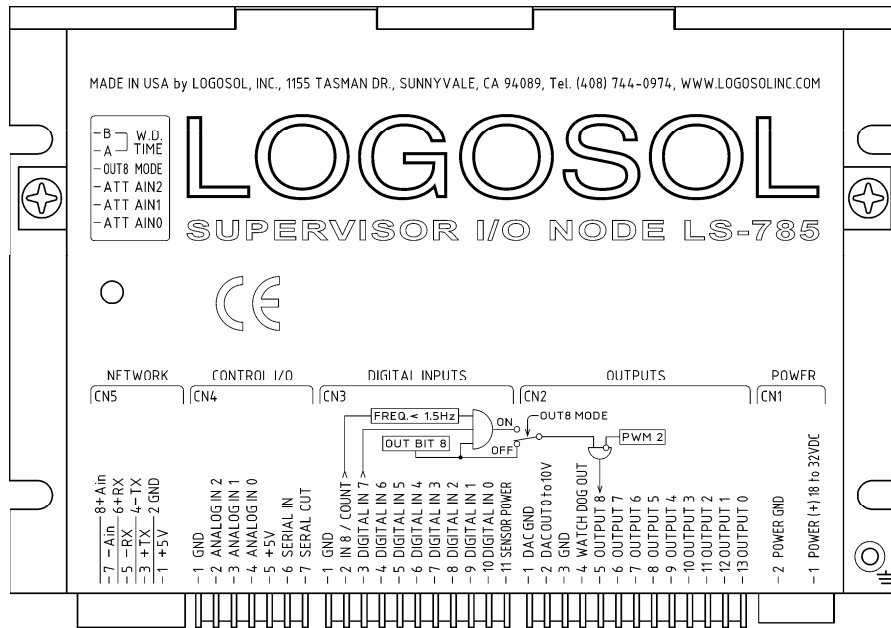 MADE IN USA by LOGOSOL, INC., 1155 TASMAN DR., SUNNYVALE, CA 94089, Tel. (408) 744-0974, WWW.LOGOSOLINC.COM
B W.D.
A TIME
OUT8 MODE
ATT AIN2
ATT AIN1
ATT AIN0
LOGOSOL
SUPERVISOR I/O NODE LS-785
CE
NETWORK
CN5
8+Ain
7 -Ain
6+RX
5 -RX
4-TX
3 +TX
2 GND
1 +5V
CONTROL I/O
CN4
1 GND
2 ANALOG IN 2
3 ANALOG IN 1
4 ANALOG IN 0
5 +5V
6 SERIAL IN
7 SERAL CUT
DIGITAL INPUTS
CN3
FREQ.< 1.5Hz
OUT BIT 8
ON
OFF
OUT8 MODE
PWM 2
1 GND
2 IN 8 / COUNT
3 DIGITAL IN 7
4 DIGITAL IN 6
5 DIGITAL IN 5
6 DIGITAL IN 4
7 DIGITAL IN 3
8 DIGITAL IN 2
9 DIGITAL IN 1
10 DIGITAL IN 0
11 SENSOR POWER
OUTPUTS
CN2
1 DACGND
2 DACOUT 0 to 10V
3 GND
4 WATCH DOG OUT
5 OUTPUT 8
6 OUTPUT 7
7 OUTPUT 6
8 OUTPUT 5
9 OUTPUT 4
10 OUTPUT 3
11 OUTPUT 2
12 OUTPUT 1
13 OUTPUT 0
POWER
CN1
2 POWER GND
1 POWER (+) 18 to 32VDC